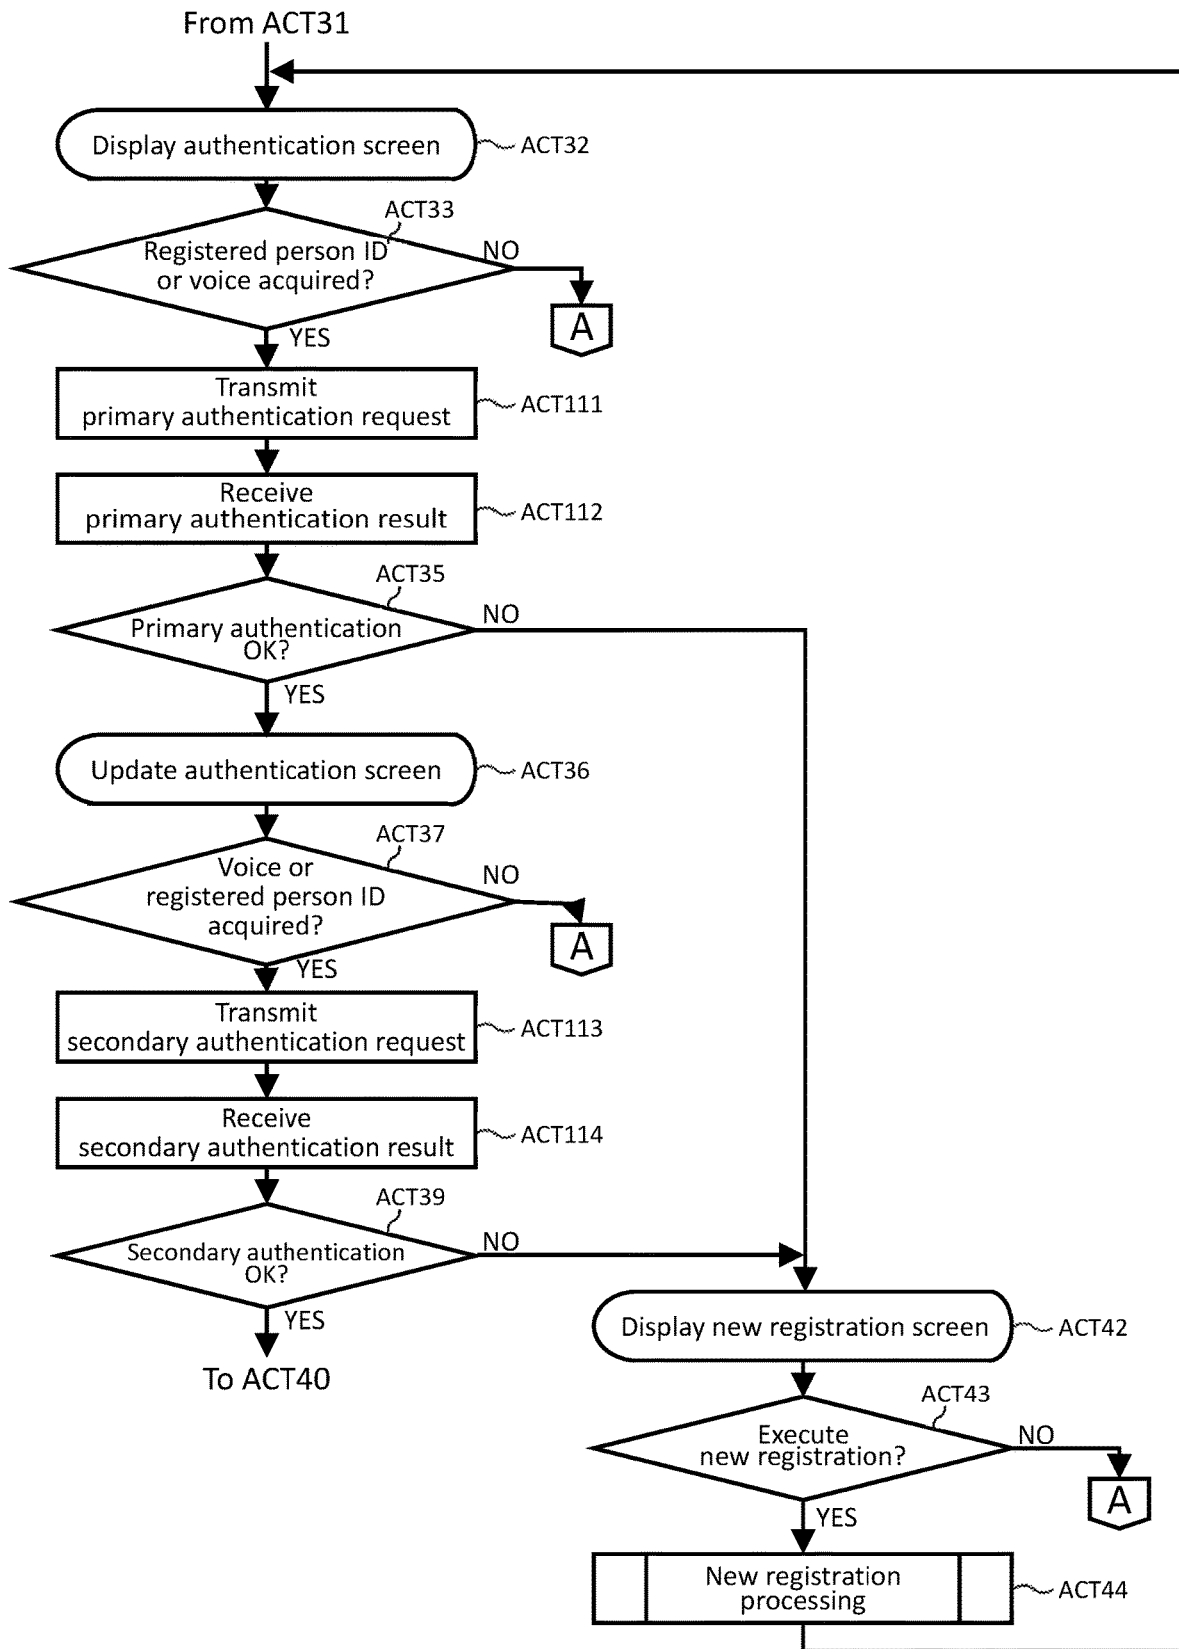 From ACT31
Display authentication screen
ACT32
ACT33
Registered person ID
or voice acquired?
NO
A
YES
Transmit
primary authentication request
ACT111
Receive
primary authentication result
ACT112
ACT35
Primary authentication
OK?
NO
YES
Update authentication screen
ACT36
ACT37
Voice or
registered person ID
acquired?
NO
A
YES
Transmit
secondary authentication request
ACT113
Receive
secondary authentication result
ACT114
ACT39
Secondary authentication
OK?
NO
YES
To ACT40
Display new registration screen
ACT42
ACT43
Execute
new registration?
NO
A
YES
New registration
processing
ACT44